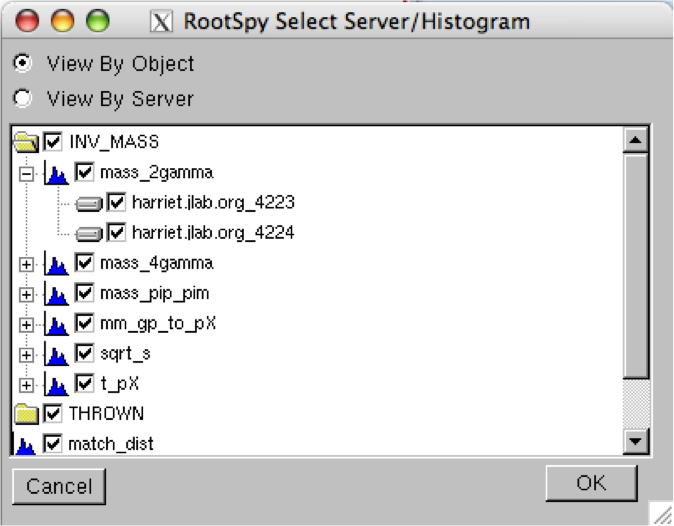 RootSpy Select Server/Histogram
View By Object
View By Server
INV_MASS
mass_2gamma
harriet.jlab.org_4223
harriet.jlab.org_4224
mass_4gamma
mass_pip_pim
mm_gp_to_pX
sqrt_s
t_pX
THROWN
match_dist
Cancel
OK